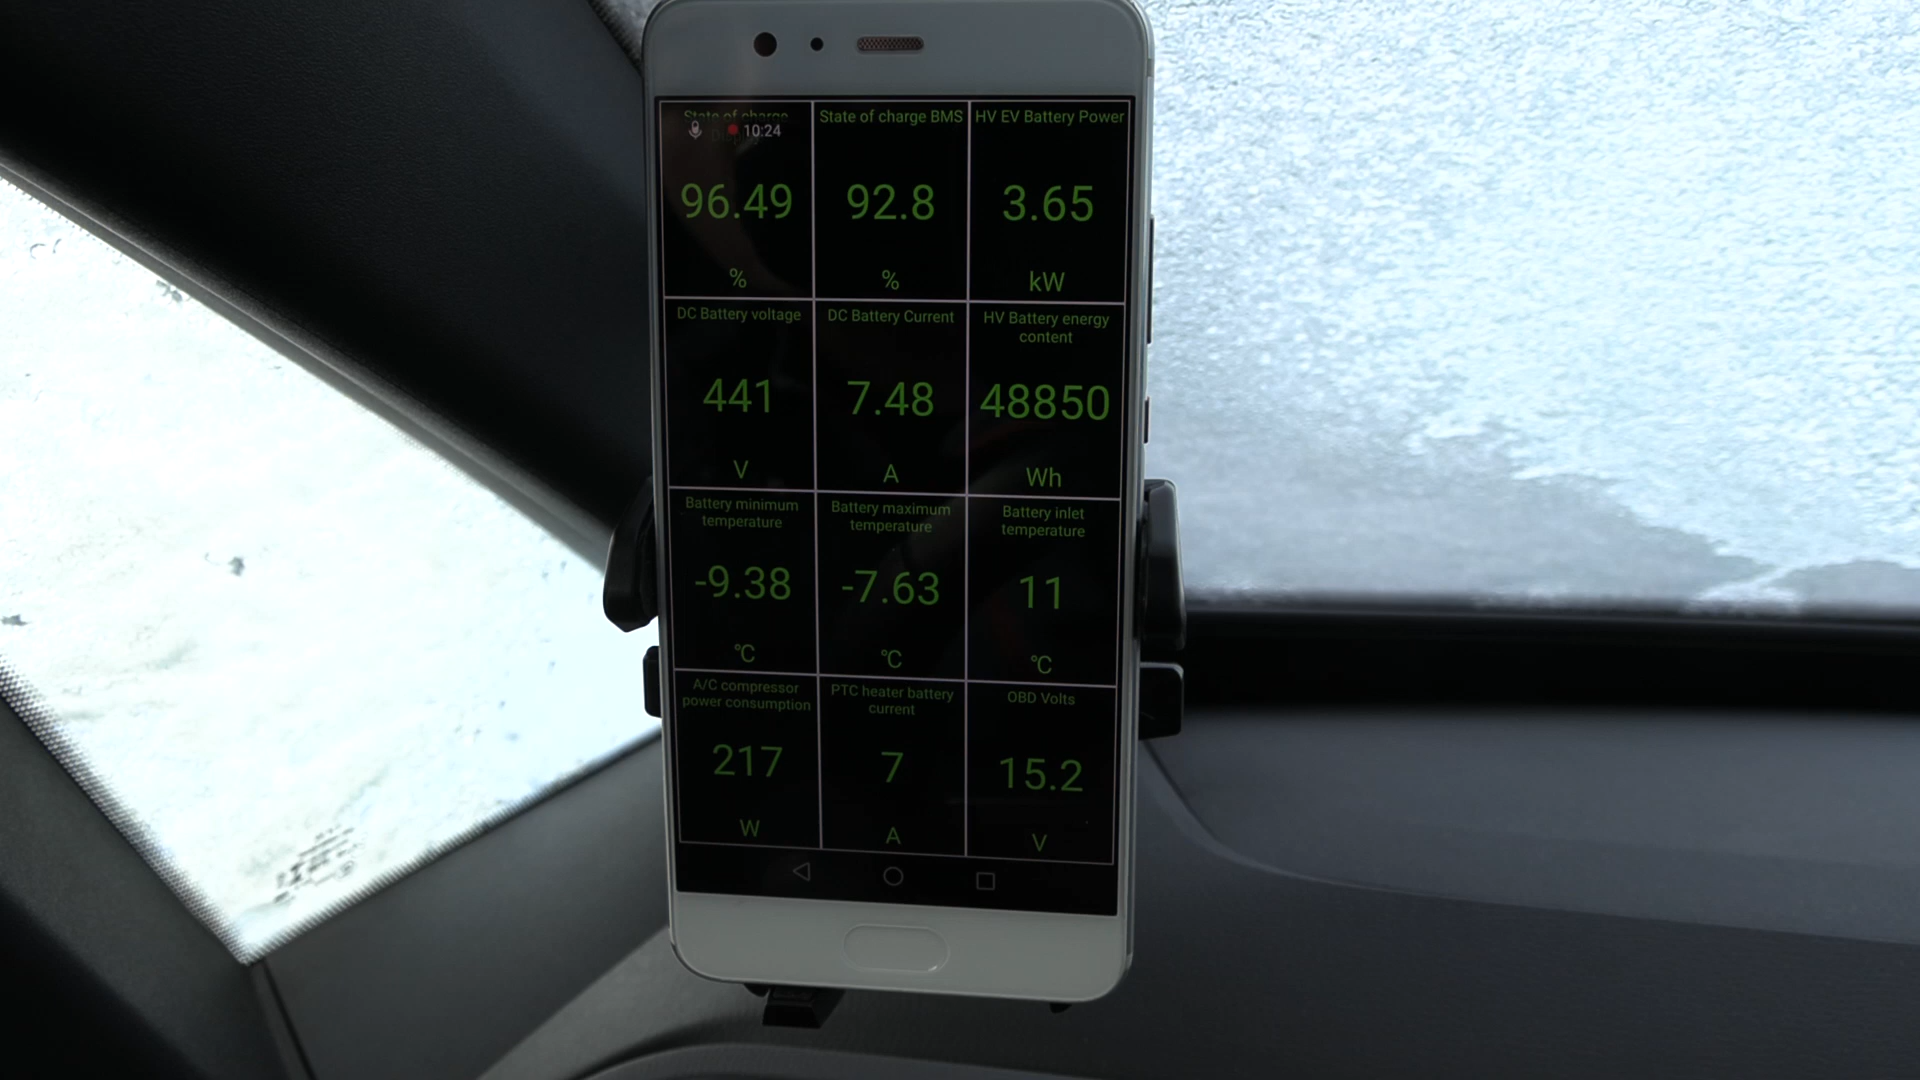 State of charge
10:24
96.49
%
State of charge BMS
92.8
%
HV EV Battery Power
3.65
kW
DC Battery voltage
441
V
DC Battery Current
7.48
A
HV Battery energy
content
48850
Wh
Battery minimum
temperature
-9.38
°C
Battery maximum
temperature
-7.63
°C
Battery inlet
temperature
11
°C
A/C compressor
power consumption
217
W
PTC heater battery
current
7
A
OBD Volts
15.2
V